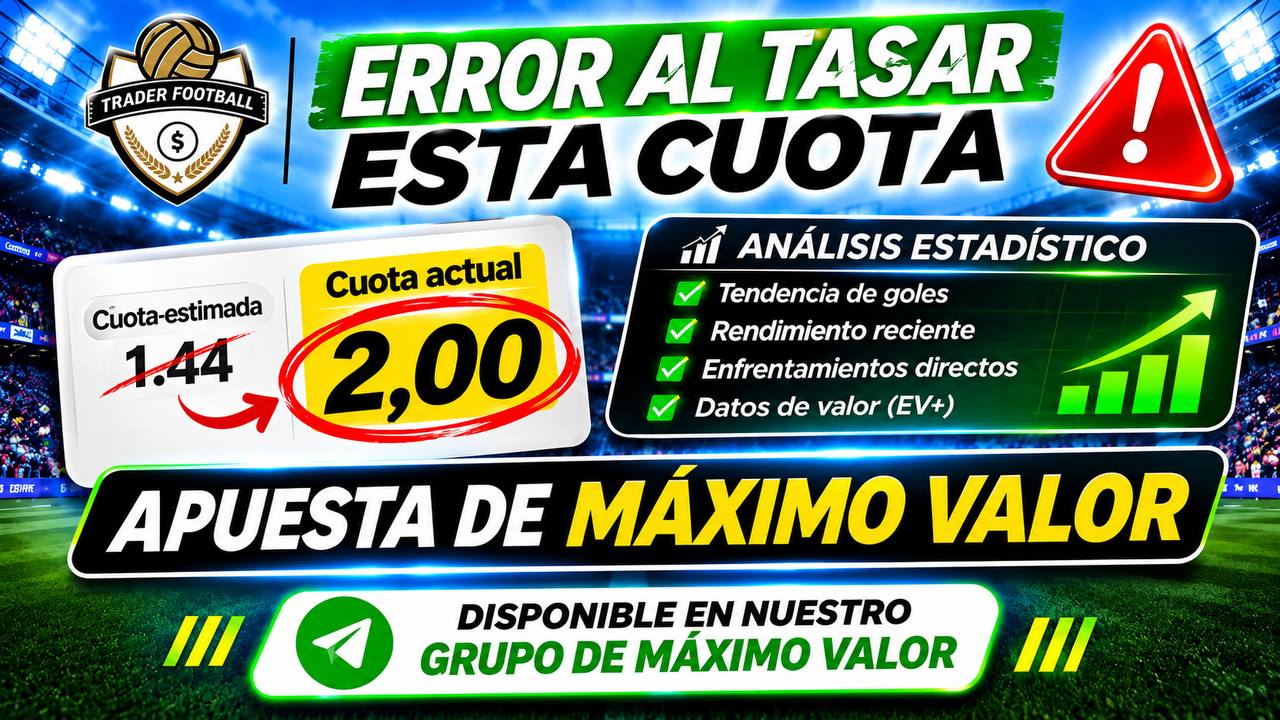 TRADER FOOTBALL
$
ERROR AL TASAR
ESTA CUOTA
Cuota-estimada
1.44
Cuota actual
2,00
ANÁLISIS ESTADÍSTICO
Tendencia de goles
Rendimiento reciente
Enfrentamientos directos
Datos de valor (EV+)
APUESTA DE MÁXIMO VALOR
DISPONIBLE EN NUESTRO
GRUPO DE MÁXIMO VALOR